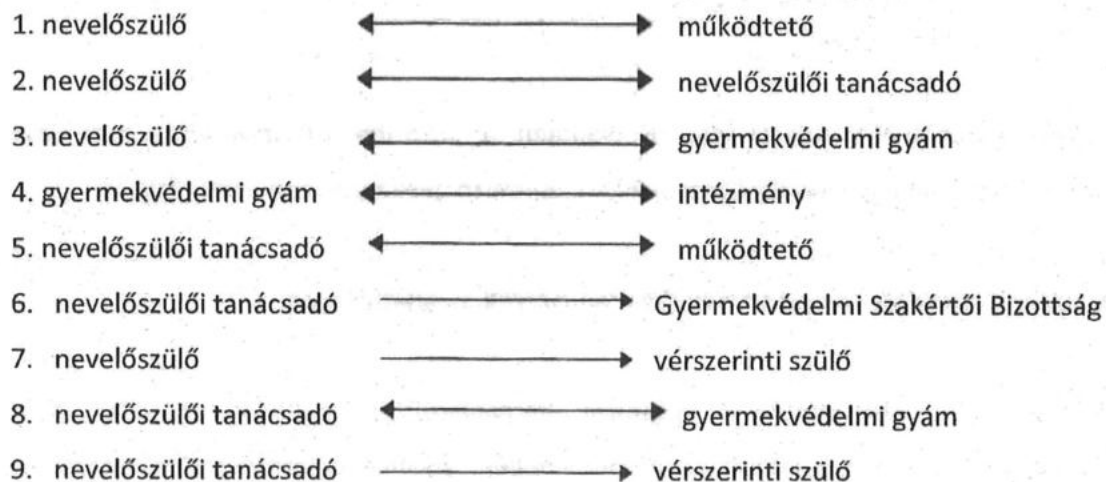 1. nevelőszülő működtető
2. nevelőszülő nevelőszülői tanácsadó
3. nevelőszülő gyermekvédelmi gyám
4. gyermekvédelmi gyám intézmény
5. nevelőszülői tanácsadó működtető
6. nevelőszülői tanácsadó Gyermekvédelmi Szakértői Bizottság
7. nevelőszülő vérszerinti szülő
8. nevelőszülői tanácsadó gyermekvédelmi gyám
9. nevelőszülői tanácsadó vérszerinti szülő